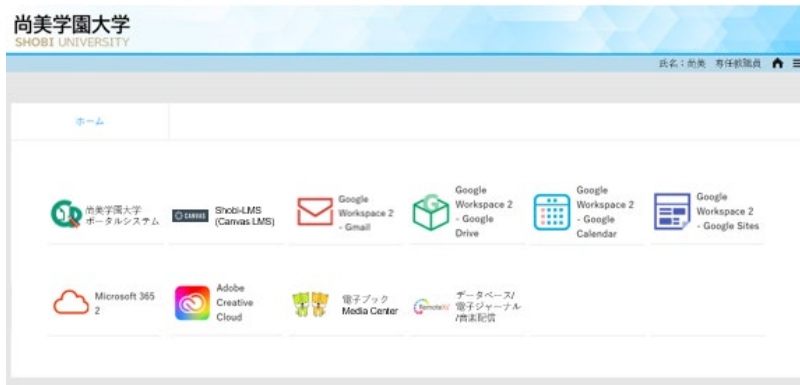 尚美学園大学
SHOBI UNIVERSITY
氏名：尚美 専任教職員
ホーム
尚美学園大学
ポータルシステム
CANVAS
Shobi-LMS
(Canvas LMS)
Google
Workspace 2
- Gmail
G
Google
Workspace 2
- Google
Drive
Google
Workspace 2
- Google
Calendar
Google
Workspace 2
- Google Sites
Microsoft 365
2
Adobe
Creative
Cloud
電子ブック
Media Center
RemoteXs
データベース/
電子ジャーナル
/音楽配信